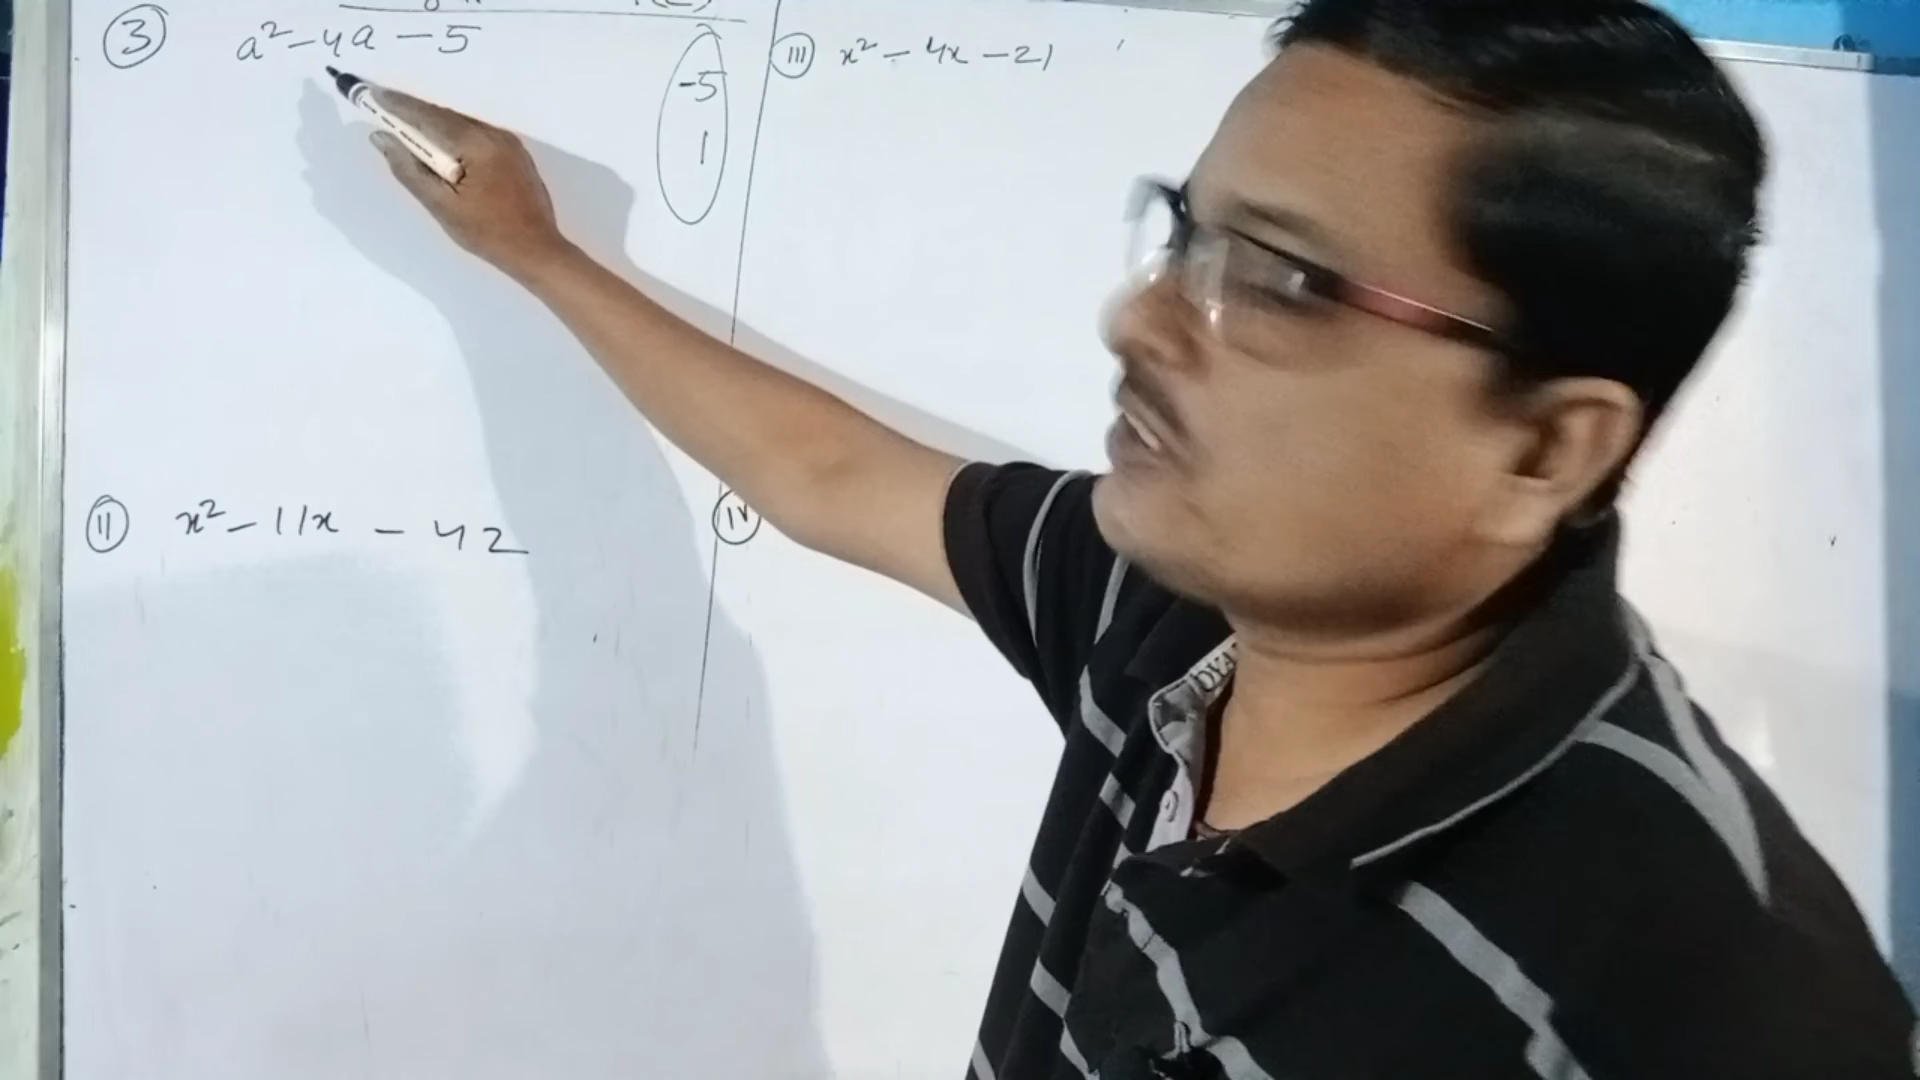 ③ a² - 4a - 5
-5
1
ⅱ x² - 11x - 42
ⅲ x² - 4x - 21
ⅳ